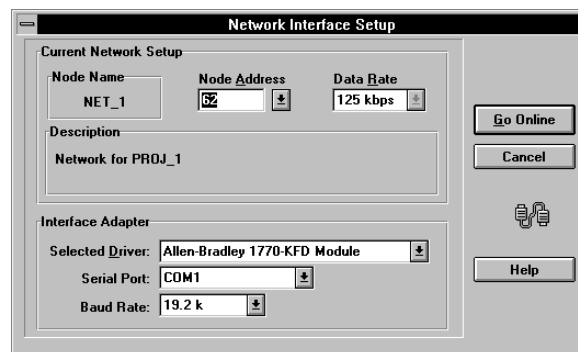 Network Interface Setup
Current Network Setup
Node Name
NET_1
Node Address
62
Data Rate
125 kbps
Description
Network for PROJ_1
Go Online
Cancel
Interface Adapter
Selected Driver: Allen-Bradley 1770-KFD Module
Serial Port: COM1
Baud Rate: 19.2 k
Help